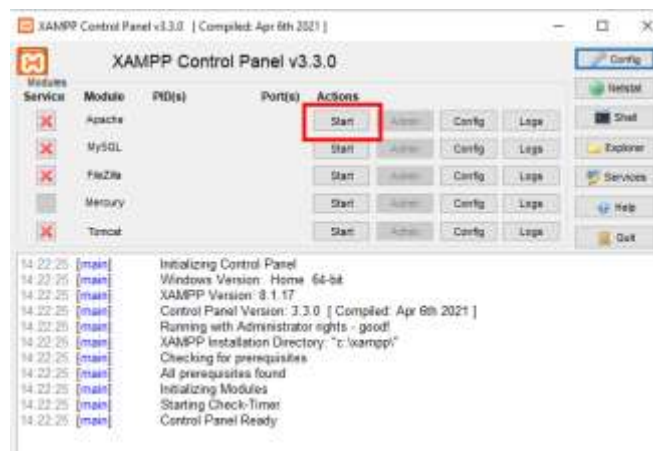 XAMPP Control Panel v3.3.0 [ Compiled: Apr 6th 2021 ]
XAMPP Control Panel v3.3.0
Config
Modules
Service Module PID(s) Port(s) Actions
Netstat
Apache Start Admin Config Logs
Shell
MySQL Start Admin Config Logs
Explorer
FileZilla Start Admin Config Logs
Services
Mercury Start Admin Config Logs
Help
Tomcat Start Admin Config Logs
Quit
14:22:25 [main] Initializing Control Panel
14:22:25 [main] Windows Version: Home 64-bit
14:22:25 [main] XAMPP Version: 8.1.17
14:22:25 [main] Control Panel Version: 3.3.0 [ Compiled: Apr 6th 2021 ]
14:22:25 [main] Running with Administrator rights - good!
14:22:25 [main] XAMPP Installation Directory: "c:\xampp\"
14:22:25 [main] Checking for prerequisites
14:22:25 [main] All prerequisites found
14:22:25 [main] Initializing Modules
14:22:25 [main] Starting Check-Timer
14:22:25 [main] Control Panel Ready